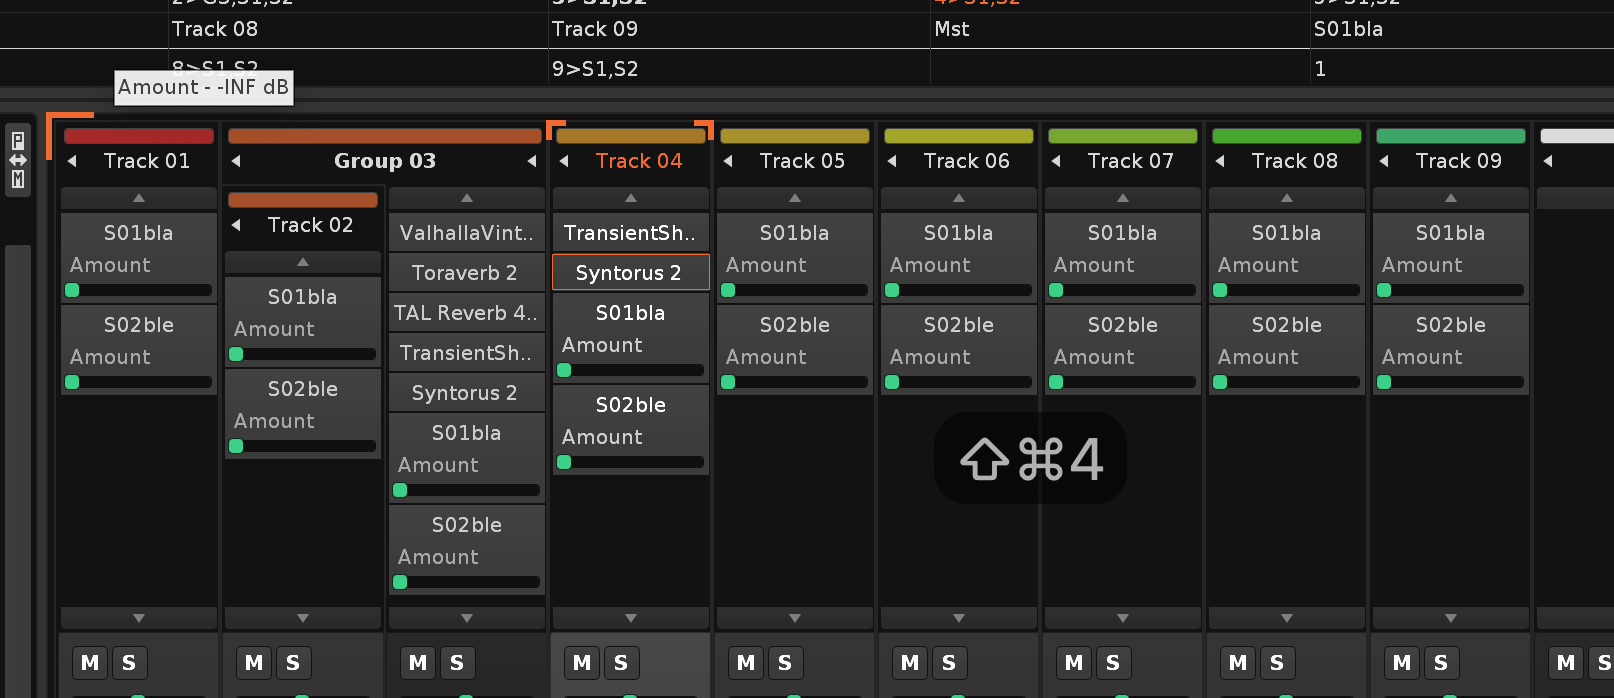 Track 08
Track 09
Mst
S01bla
8>S1,S2
9>S1,S2
1
Amount - -INF dB
P
M
Track 01
Group 03
Track 04
Track 05
Track 06
Track 07
Track 08
Track 09
S01bla
Amount
S02ble
Amount
Track 02
S01bla
Amount
S02ble
Amount
ValhallaVint..
Toraverb 2
TAL Reverb 4..
TransientSh..
Syntorus 2
S01bla
Amount
S02ble
Amount
TransientSh..
Syntorus 2
S01bla
Amount
S02ble
Amount
S01bla
Amount
S02ble
Amount
S01bla
Amount
S02ble
Amount
S01bla
Amount
S02ble
Amount
S01bla
Amount
S02ble
Amount
S01bla
Amount
S02ble
Amount
⇧⌘4
M S
M S
M S
M S
M S
M S
M S
M S
M S
M S